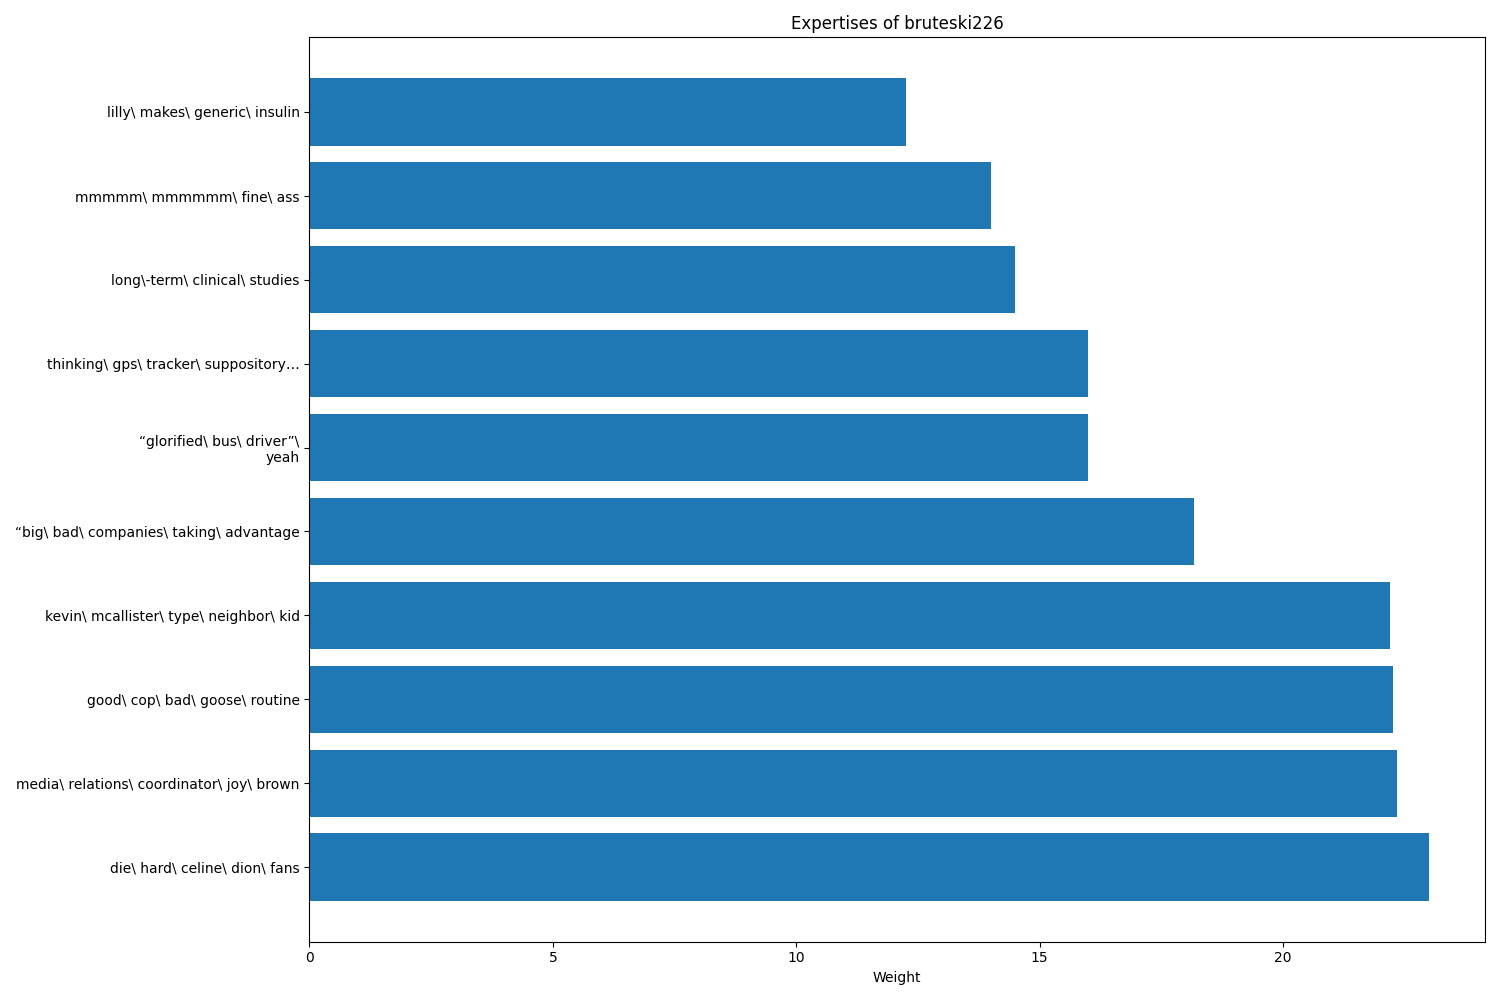 Expertises of bruteski226
lilly\ makes\ generic\ insulin
mmmmm\ mmmmmm\ fine\ ass
long\-term\ clinical\ studies
thinking\ gps\ tracker\ suppository…
“glorified\ bus\ driver”\
yeah
“big\ bad\ companies\ taking\ advantage
kevin\ mcallister\ type\ neighbor\ kid
good\ cop\ bad\ goose\ routine
media\ relations\ coordinator\ joy\ brown
die\ hard\ celine\ dion\ fans
0 5 10 15 20
Weight